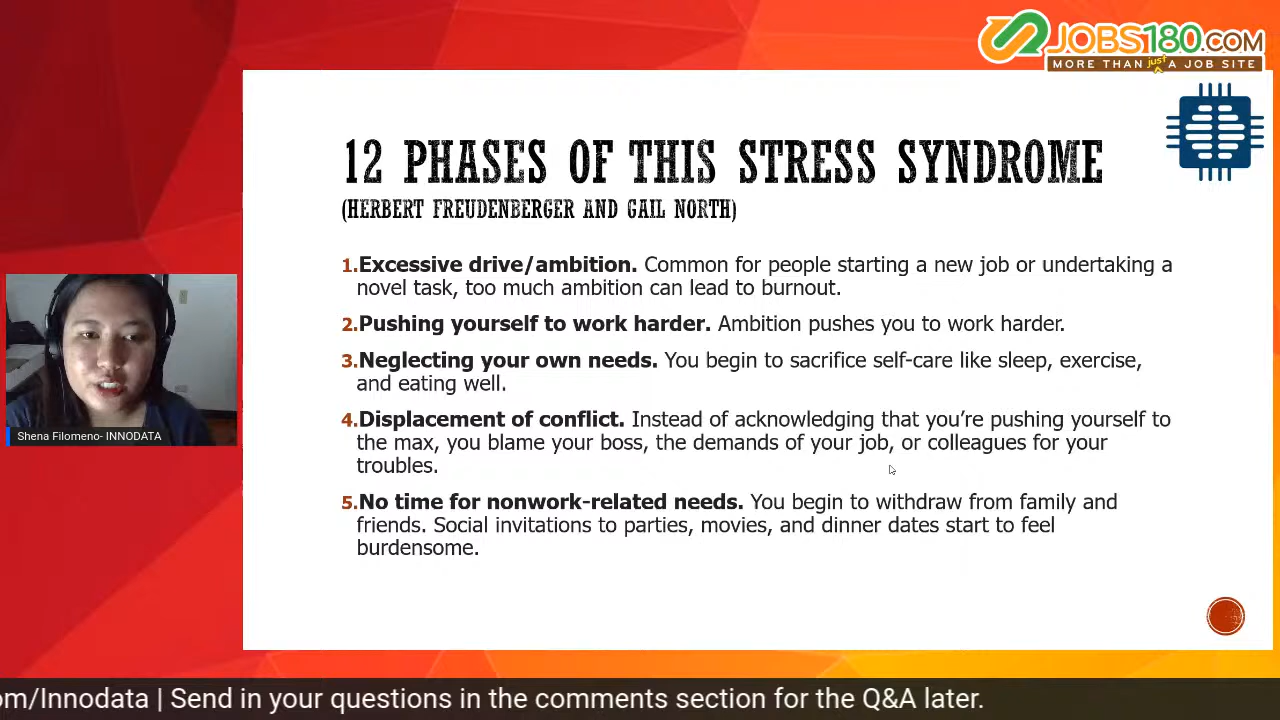 JOBS180.COM
MORE THAN just A JOB SITE
12 PHASES OF THIS STRESS SYNDROME
(HERBERT FREUDENBERGER AND GAIL NORTH)
1.Excessive drive/ambition. Common for people starting a new job or undertaking a
novel task, too much ambition can lead to burnout.
2.Pushing yourself to work harder. Ambition pushes you to work harder.
3.Neglecting your own needs. You begin to sacrifice self-care like sleep, exercise,
and eating well.
4.Displacement of conflict. Instead of acknowledging that you’re pushing yourself to
the max, you blame your boss, the demands of your job, or colleagues for your
troubles.
5.No time for nonwork-related needs. You begin to withdraw from family and
friends. Social invitations to parties, movies, and dinner dates start to feel
burdensome.
Shena Filomeno- INNODATA
om/Innodata | Send in your questions in the comments section for the Q&A later.